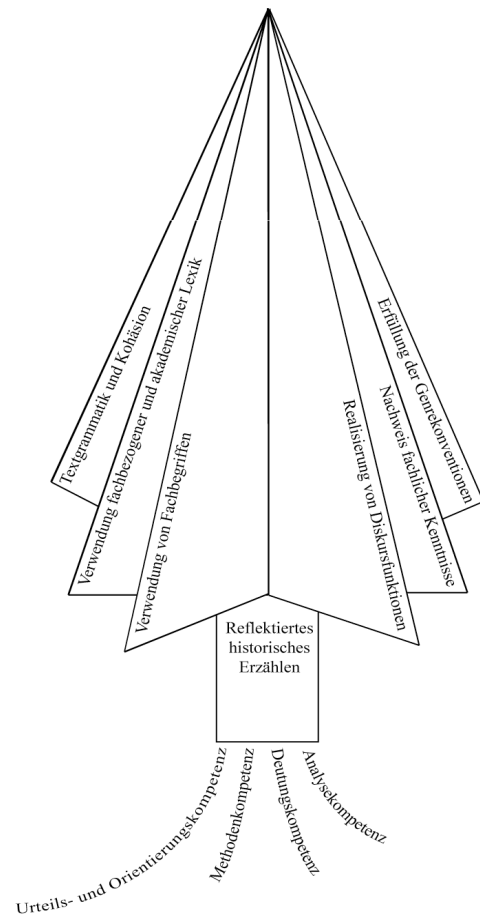 Textgrammatik und Kohäsion
Verwendung fachbezogener und akademischer Lexik
Verwendung von Fachbegriffen
Realisierung von Diskursfunktionen
Nachweis fachlicher Kenntnisse
Erfüllung der Genrekonventionen
Reflektiertes
historisches
Erzählen
Urteils- und Orientierungskompetenz
Methodenkompetenz
Deutungskompetenz
Analysekompetenz